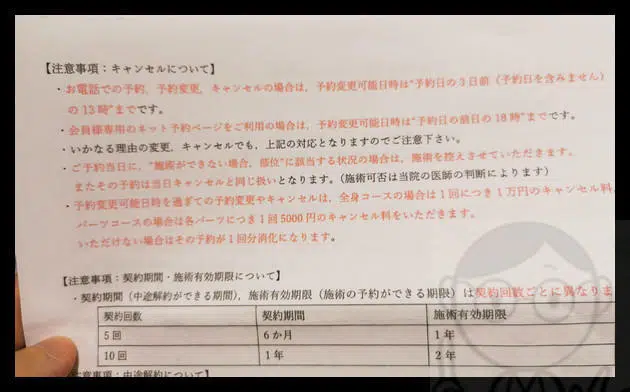 【注意事項：キャンセルについて】
・お電話での予約，予約変更，キャンセルの場合は，予約変更可能日時は“予約日の3日前（予約日を含みません）
の13時”までです。
・会員様専用のネット予約ページをご利用の場合は，予約変更可能日時は“予約日の前日の18時”までです。
・いかなる理由の変更，キャンセルでも，上記の対応となりますのでご注意下さい。
・ご予約当日に，“施術ができない場合，部位”に該当する状況の場合は，施術を控えさせていただきます。
またその予約は当日キャンセルと同じ扱いとなります。（施術可否は当院の医師の判断によります）
・予約変更可能日時を過ぎての予約変更やキャンセルは，全身コースの場合は1回につき1万円のキャンセル料，
パーツコースの場合は各パーツにつき1回5000円のキャンセル料をいただきます。
いただけない場合はその予約が1回分消化になります。
【注意事項：契約期間・施術有効期限について】
・契約期間（中途解約ができる期間），施術有効期限（施術の予約ができる期限）は契約回数ごとに異なりま
契約回数 契約期間 施術有効期限
5回 6か月 1年
10回 1年 2年
注意事項：中途解約について